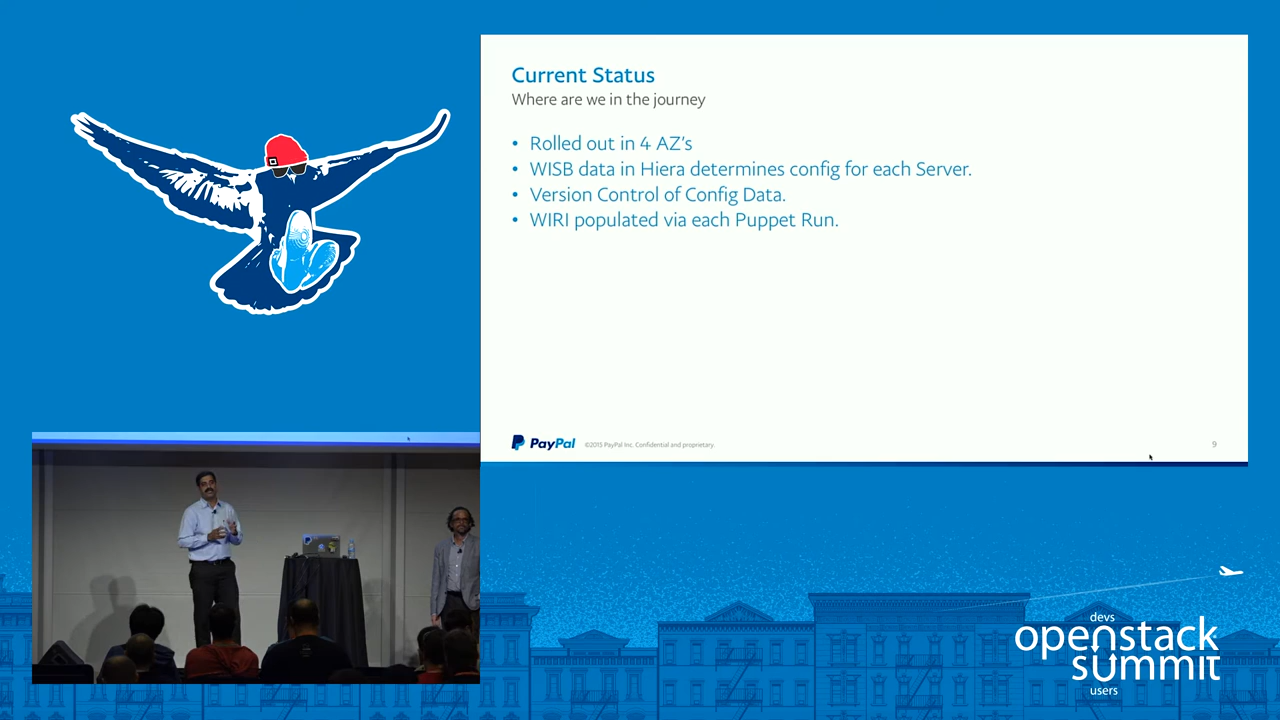 Current Status
Where are we in the journey
• Rolled out in 4 AZ's
• WISB data in Hiera determines config for each Server.
• Version Control of Config Data.
• WIRI populated via each Puppet Run.
PayPal ©2015 PayPal Inc. Confidential and proprietary. 9
devs
openstack
summit
users